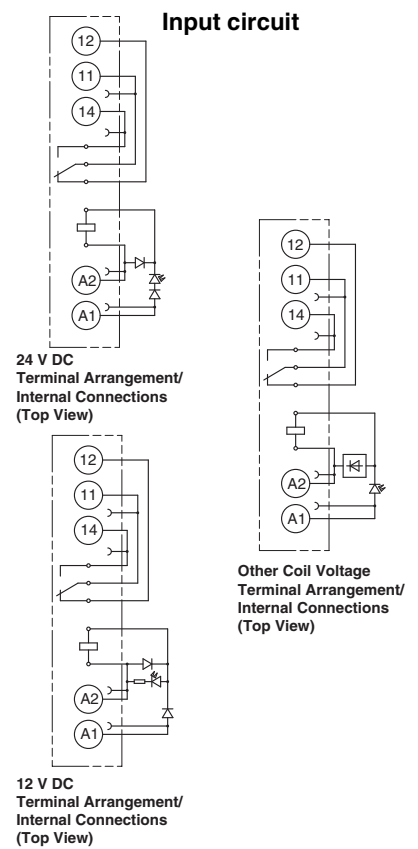 Input circuit
12
11
14
A2
A1
24 V DC
Terminal Arrangement/
Internal Connections
(Top View)
12
11
14
A2
A1
Other Coil Voltage
Terminal Arrangement/
Internal Connections
(Top View)
12
11
14
A2
A1
12 V DC
Terminal Arrangement/
Internal Connections
(Top View)